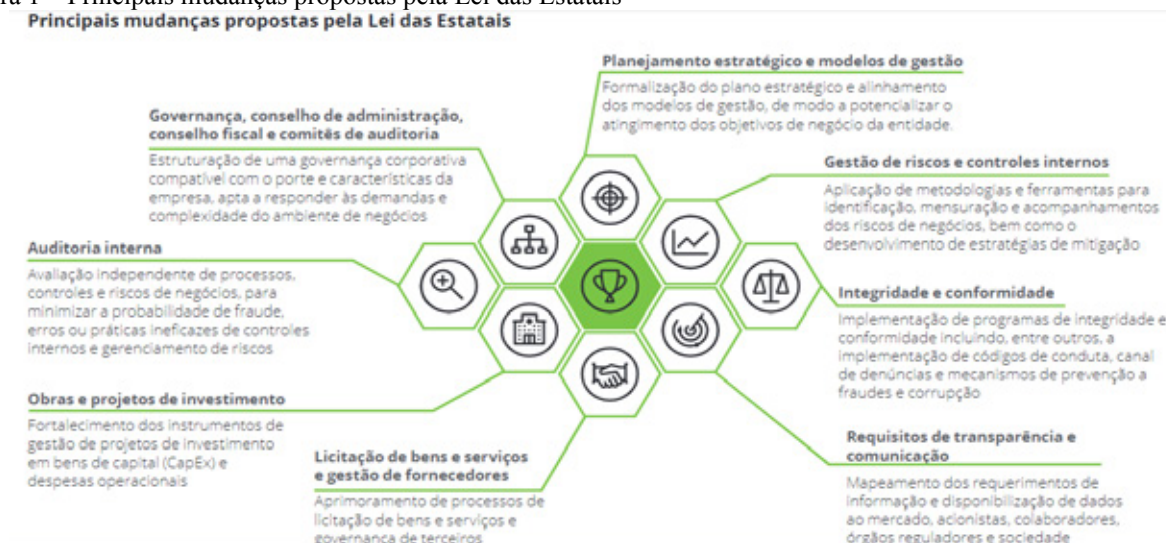 ra 1 – Principais mudanças propostas pela Lei das Estatais
Principais mudanças propostas pela Lei das Estatais
Planejamento estratégico e modelos de gestão
Formalização do plano estratégico e alinhamento
dos modelos de gestão, de modo a potencializar o
atingimento dos objetivos de negócio da entidade.
Governança, conselho de administração,
conselho fiscal e comitês de auditoria
Estruturação de uma governança corporativa
compatível com o porte e características da
empresa, apta a responder às demandas e
complexidade do ambiente de negócios
Gestão de riscos e controles internos
Aplicação de metodologias e ferramentas para
identificação, mensuração e acompanhamentos
dos riscos de negócios, bem como o
desenvolvimento de estratégias de mitigação
Auditoria interna
Avaliação independente de processos,
controles e riscos de negócios, para
minimizar a probabilidade de fraude,
erros ou práticas ineficazes de controles
internos e gerenciamento de riscos
Integridade e conformidade
Implementação de programas de integridade e
conformidade incluindo, entre outros, a
implementação de códigos de conduta, canal
de denúncias e mecanismos de prevenção a
fraudes e corrupção
Obras e projetos de investimento
Fortalecimento dos instrumentos de
gestão de projetos de investimento
em bens de capital (CapEx) e
despesas operacionais
Licitação de bens e serviços
e gestão de fornecedores
Aprimoramento de processos de
licitação de bens e serviços e
governança de terceiros
Requisitos de transparência e
comunicação
Mapeamento dos requerimentos de
informação e disponibilização de dados
ao mercado, acionistas, colaboradores,
órgãos reguladores e sociedade